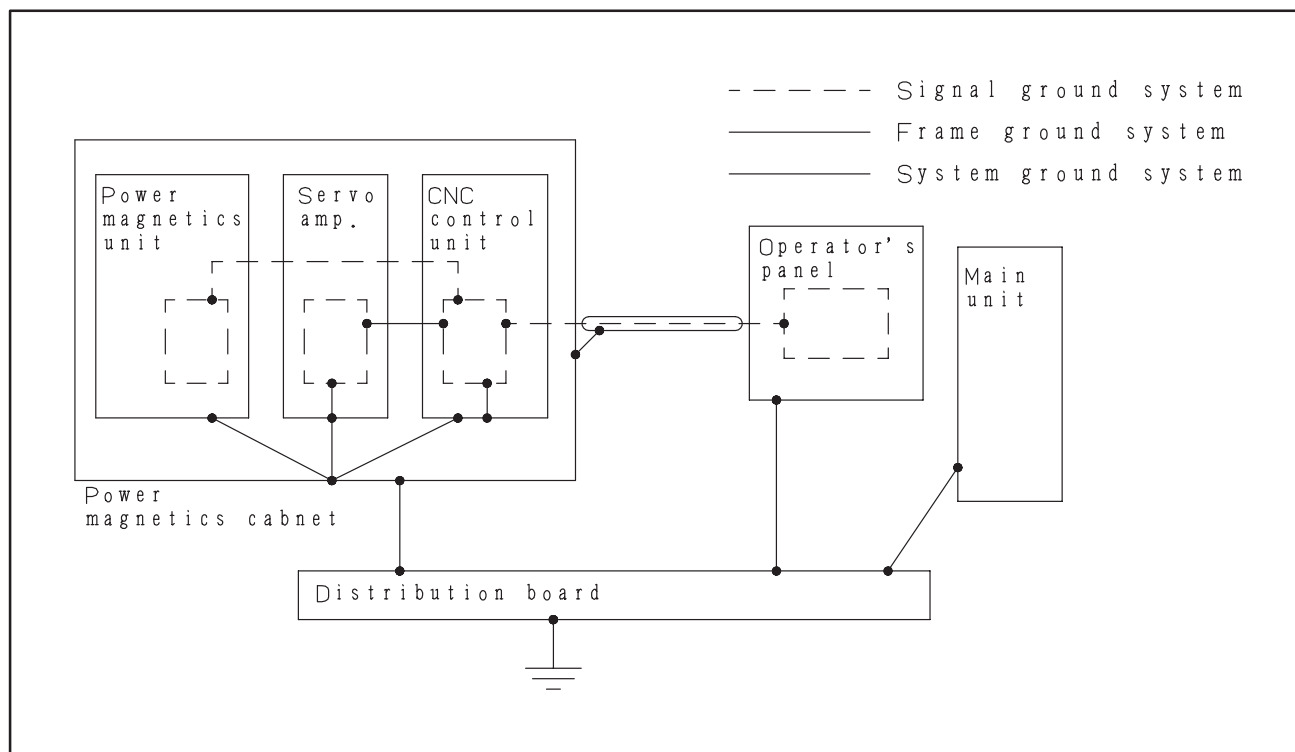 Signal ground system
Frame ground system
System ground system
Power
magnetics
unit
Servo
amp.
CNC
control
unit
Operator's
panel
Main
unit
Power
magnetics cabnet
Distribution board